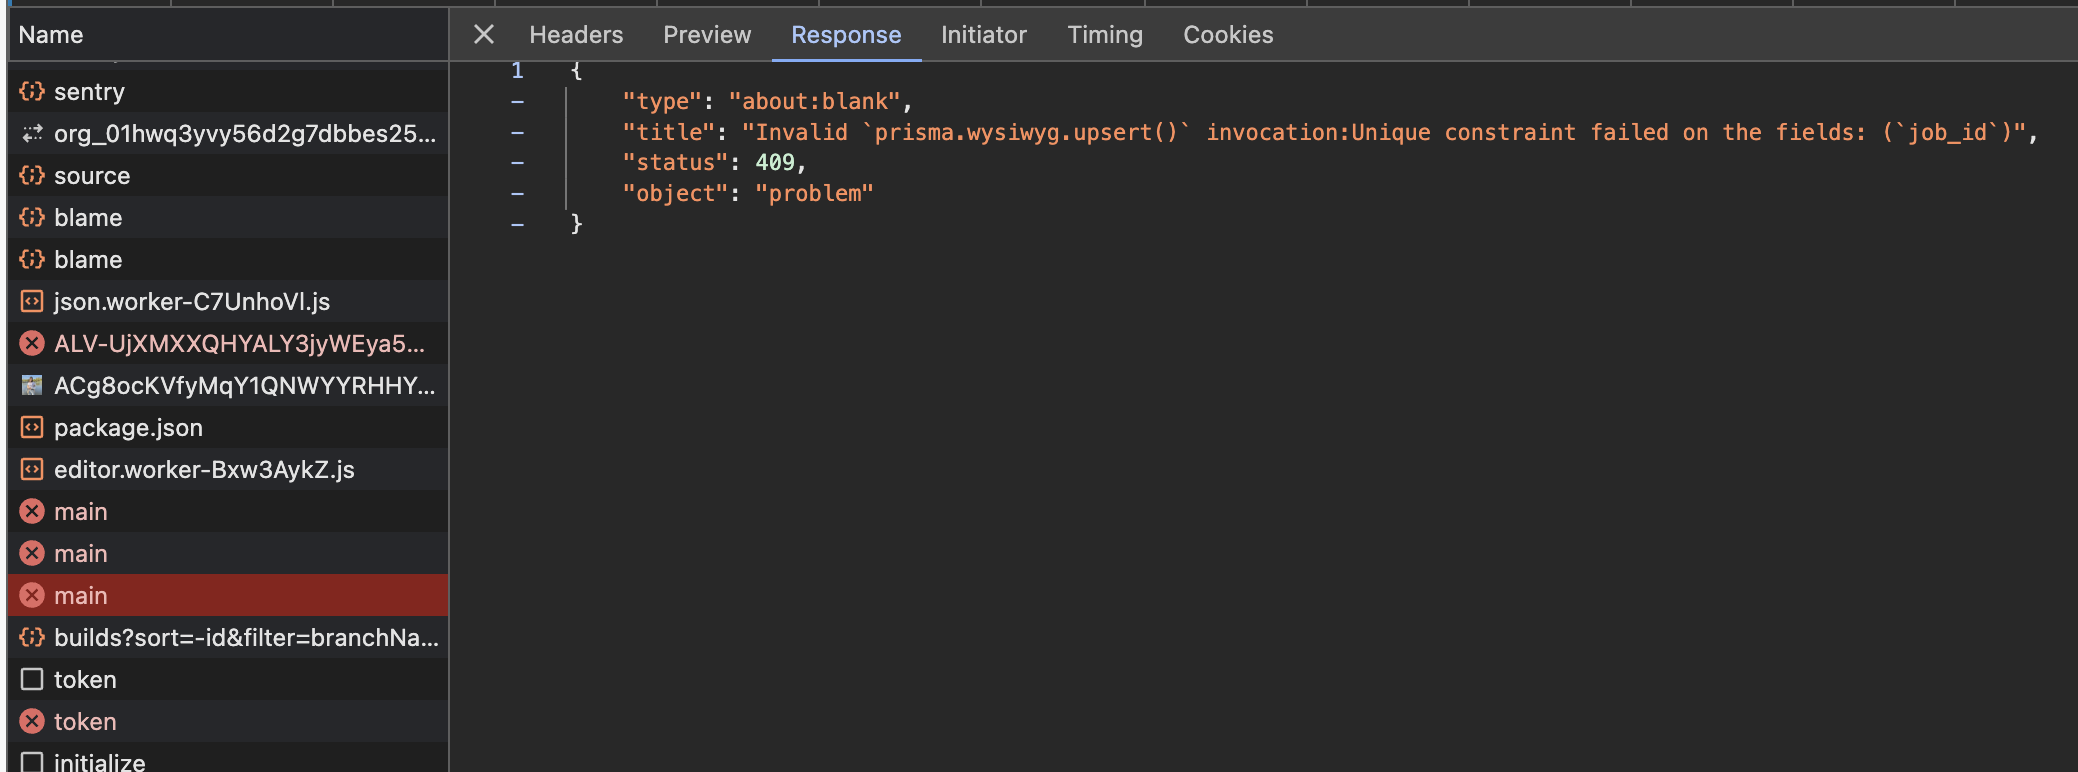 Name
Headers Preview Response Initiator Timing Cookies
sentry
org_01hwq3yvy56d2g7dbbes25...
source
blame
blame
json.worker-C7UnhoVl.js
ALV-UjXMXXQHYALY3jyWEya5...
ACg8ocKVfyMqY1QNWYYRHHY...
package.json
editor.worker-Bxw3AykZ.js
main
main
main
builds?sort=-id&filter=branchNa...
token
token
initialize
1 {
– "type": "about:blank",
– "title": "Invalid `prisma.wysiwyg.upsert()` invocation:Unique constraint failed on the fields: (`job_id`)",
– "status": 409,
– "object": "problem"
– }